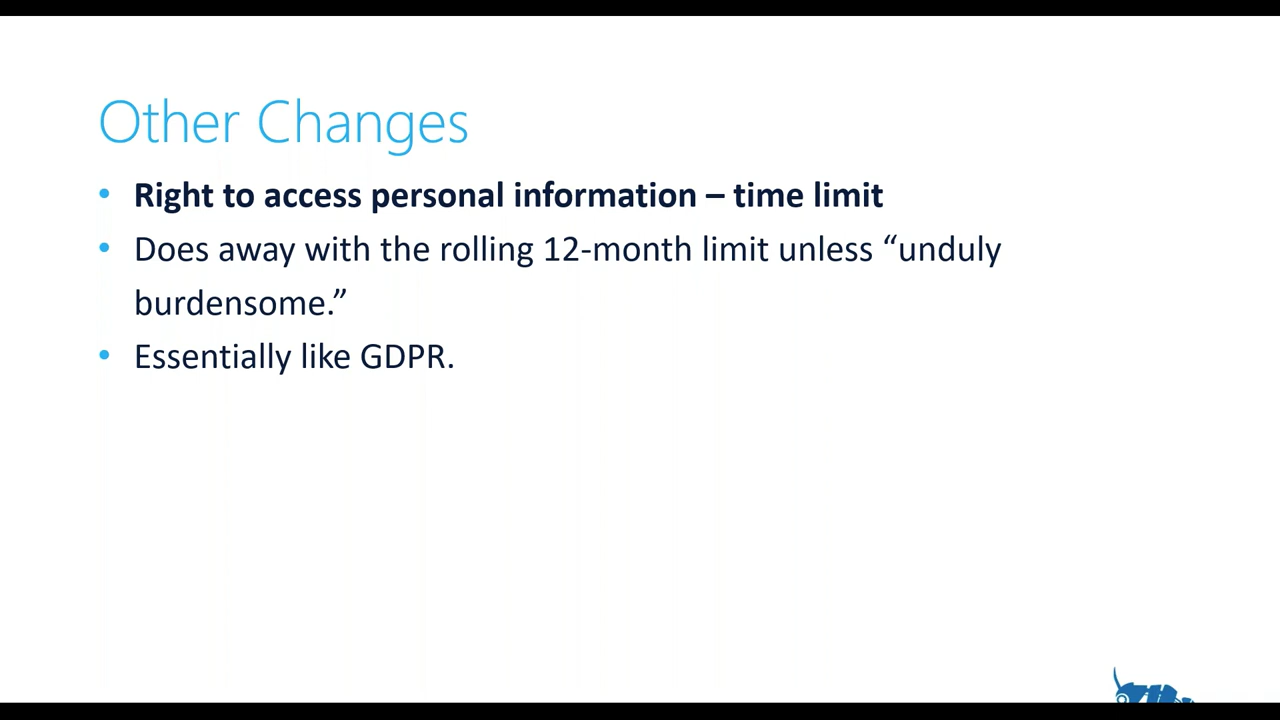 Other Changes
• Right to access personal information – time limit
• Does away with the rolling 12-month limit unless “unduly
burdensome.”
• Essentially like GDPR.